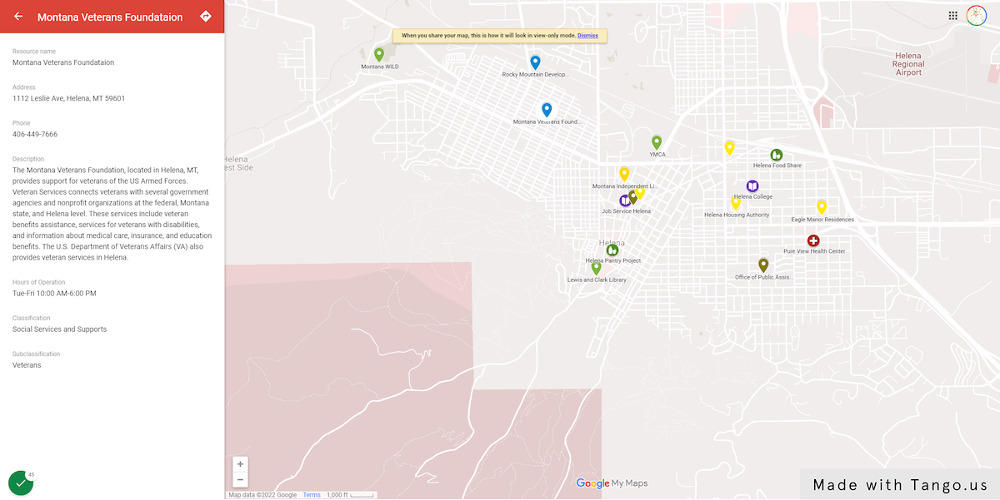 Montana Veterans Foundataion
Resource name
Montana Veterans Foundataion
Address
1112 Leslie Ave, Helena, MT 59601
Phone
406-449-7666
Description
The Montana Veterans Foundation, located in Helena, MT,
provides support for veterans of the US Armed Forces.
Veteran Services connects veterans with several government
agencies and nonprofit organizations at the federal, Montana
state, and Helena level. These services include veteran
benefits assistance, services for veterans with disabilities,
and information about medical care, insurance, and education
benefits. The U.S. Department of Veterans Affairs (VA) also
provides veteran services in Helena.
Hours of Operation
Tue-Fri 10:00 AM-6:00 PM
Classification
Social Services and Supports
Subclassification
Veterans
45
When you share your map, this is how it will look in view-only mode. Dismiss
Montana WILD
Rocky Mountain Develop...
Helena
Regional
Airport
Montana Veterans Found...
YMCA
Helena
est Side
Helena Food Share
Montana Independent Li...
Helena College
Job Service Helena
Helena Housing Authority
Eagle Manor Residences
Helena
Pure View Health Center
Helena Pantry Project
Lewis and Clark Library
Office of Public Assis...
+
−
Google My Maps
Map data ©2022 Google Terms 1,000 ft
Made with Tango.us